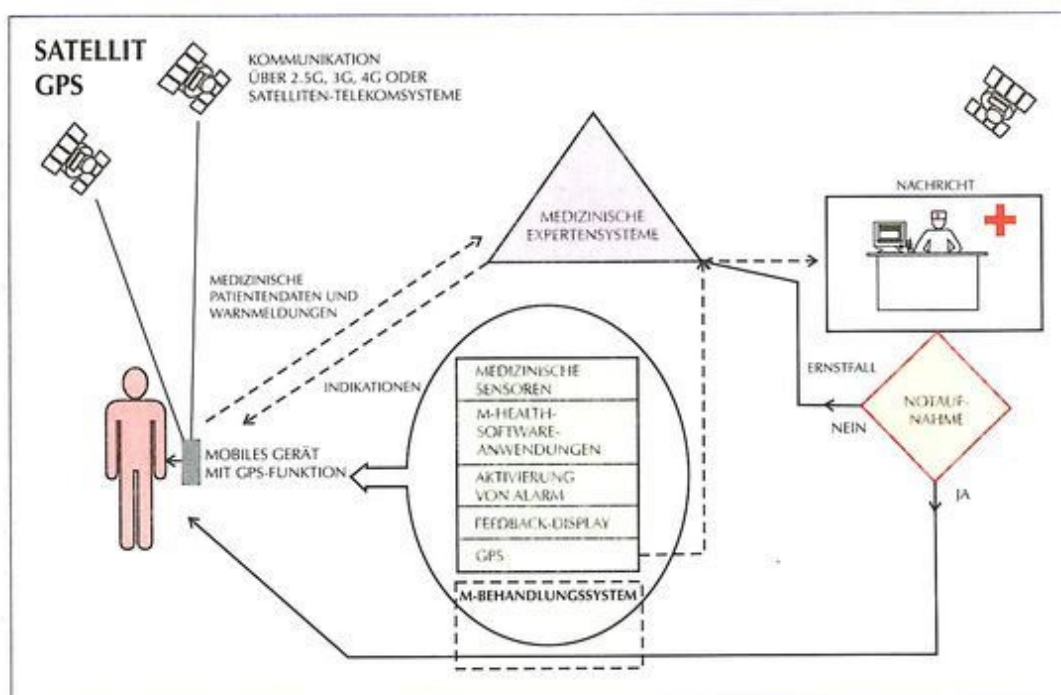 SATELLIT
GPS
KOMMUNIKATION
ÜBER 2.5G, 3G, 4G ODER
SATELLITEN-TELEKOMSYSTEME
NACHRICHT
MEDIZINISCHE
EXPERTENSYSTEME
MEDIZINISCHE
PATIENTENDATEN UND
WARNMELDUNGEN
INDIKATIONEN
MEDIZINISCHE
SENSOREN
M-HEALTH-
SOFTWARE-
ANWENDUNGEN
AKTIVIERUNG
VON ALARM
FEEDBACK-DISPLAY
GPS
M-BEHANDLUNGSSYSTEM
MOBILES GERÄT
MIT GPS-FUNKTION
ERNSTFALL
NEIN
NOTAUF-
NAHME
JA